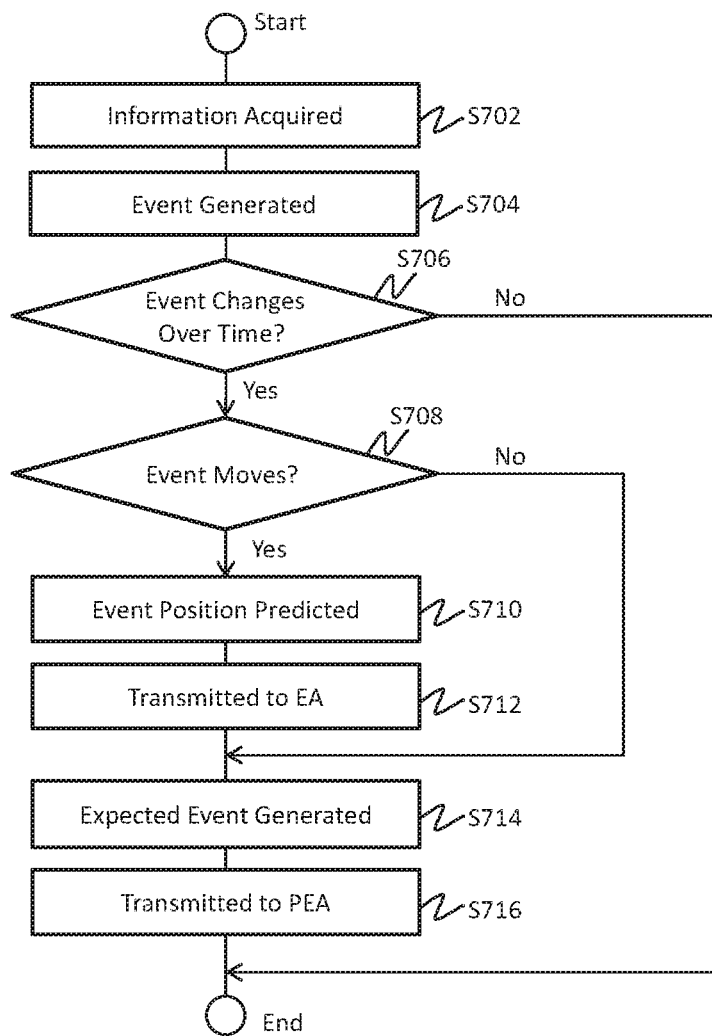 Start
Information Acquired
S702
Event Generated
S704
S706
Event Changes
Over Time?
No
Yes
S708
Event Moves?
No
Yes
Event Position Predicted
S710
Transmitted to EA
S712
Expected Event Generated
S714
Transmitted to PEA
S716
End